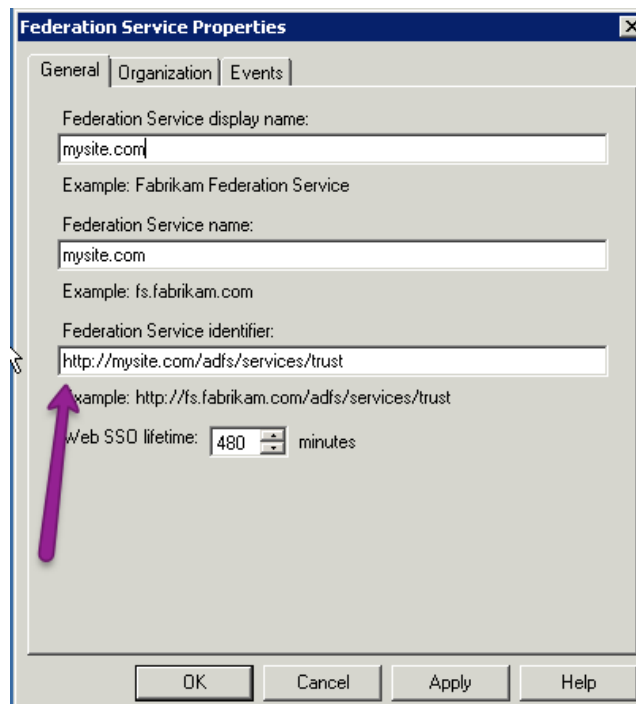 Federation Service Properties
General Organization Events
Federation Service display name:
mysite.com
Example: Fabrikam Federation Service
Federation Service name:
mysite.com
Example: fs.fabrikam.com
Federation Service identifier:
http://mysite.com/adfs/services/trust
Example: http://fs.fabrikam.com/adfs/services/trust
Web SSO lifetime: 480 minutes
OK Cancel Apply Help